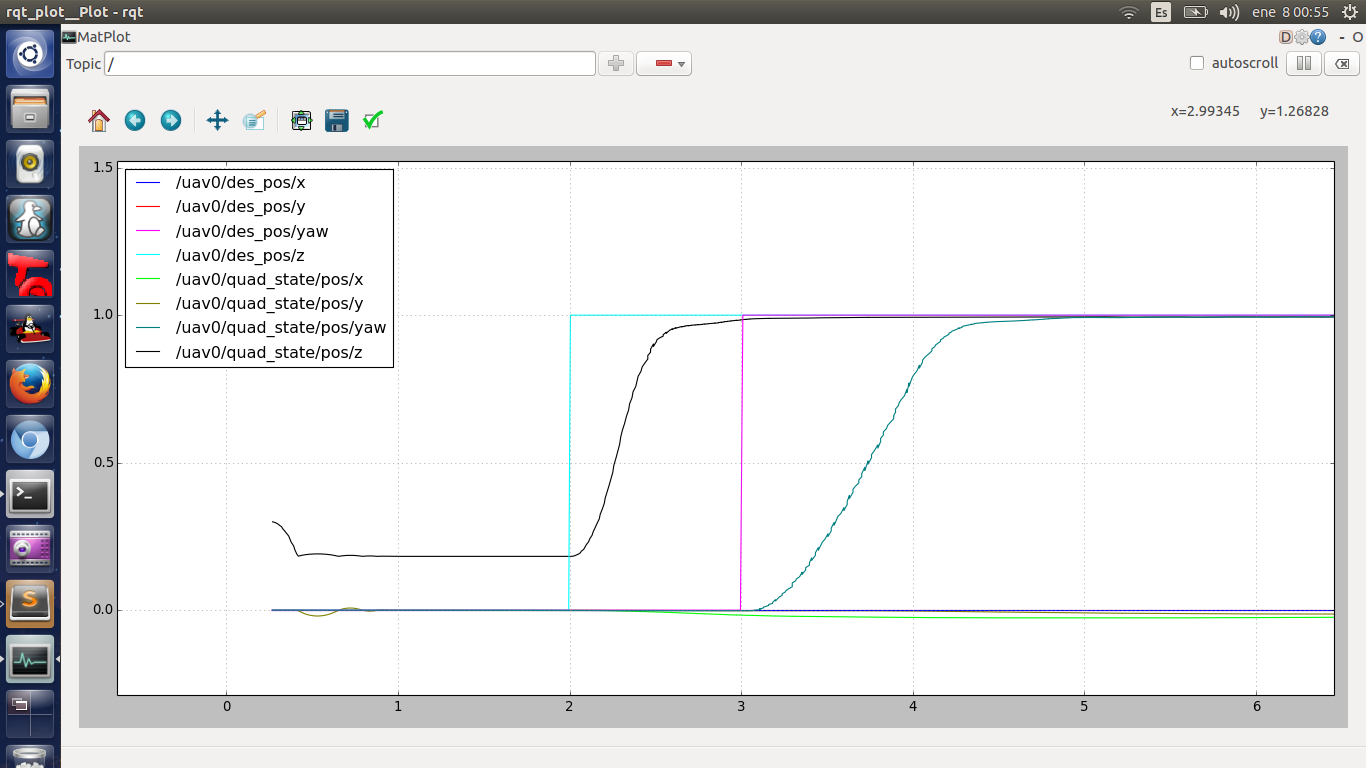 rqt_plot__Plot - rqt
Es
ene 8 00:55
MatPlot
D
- O
Topic /
autoscroll
x=2.99345 y=1.26828
1.5
1.0
0.5
0.0
/uav0/des_pos/x
/uav0/des_pos/y
/uav0/des_pos/yaw
/uav0/des_pos/z
/uav0/quad_state/pos/x
/uav0/quad_state/pos/y
/uav0/quad_state/pos/yaw
/uav0/quad_state/pos/z
0 1 2 3 4 5 6